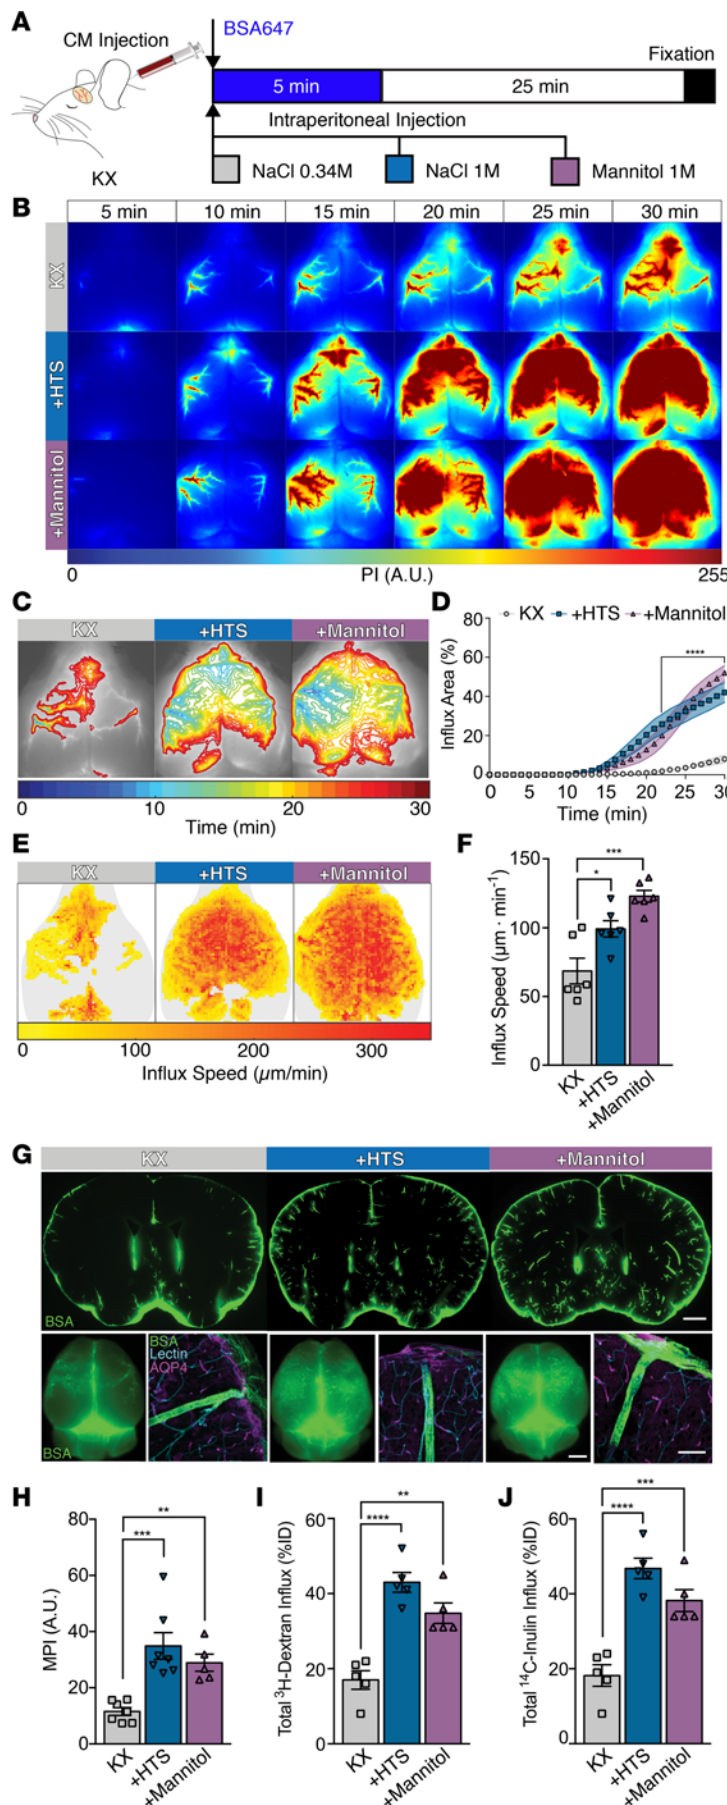 A
CM Injection
BSA647
Fixation
5 min
25 min
Intraperitoneal Injection
KX
NaCl 0.34M
NaCl 1M
Mannitol 1M
B
5 min
10 min
15 min
20 min
25 min
30 min
KX
+HTS
+Mannitol
0
PI (A.U.)
255
C
KX
+HTS
+Mannitol
0
10
20
30
Time (min)
D
KX
+HTS
+Mannitol
****
Influx Area (%)
80
60
40
20
0
0
5
10
15
20
25
30
Time (min)
E
KX
+HTS
+Mannitol
0
100
200
300
Influx Speed (µm/min)
F
***
*
Influx Speed (µm · min⁻¹)
150
100
50
0
KX
+HTS
+Mannitol
G
KX
+HTS
+Mannitol
BSA
BSA
Lectin
AQP4
BSA
H
**
***
MPI (A.U.)
80
60
40
20
0
KX
+HTS
+Mannitol
I
**
****
Total ³H-Dextran Influx (%ID)
60
40
20
0
KX
+HTS
+Mannitol
J
***
****
Total ¹⁴C-Inulin Influx (%ID)
60
40
20
0
KX
+HTS
+Mannitol